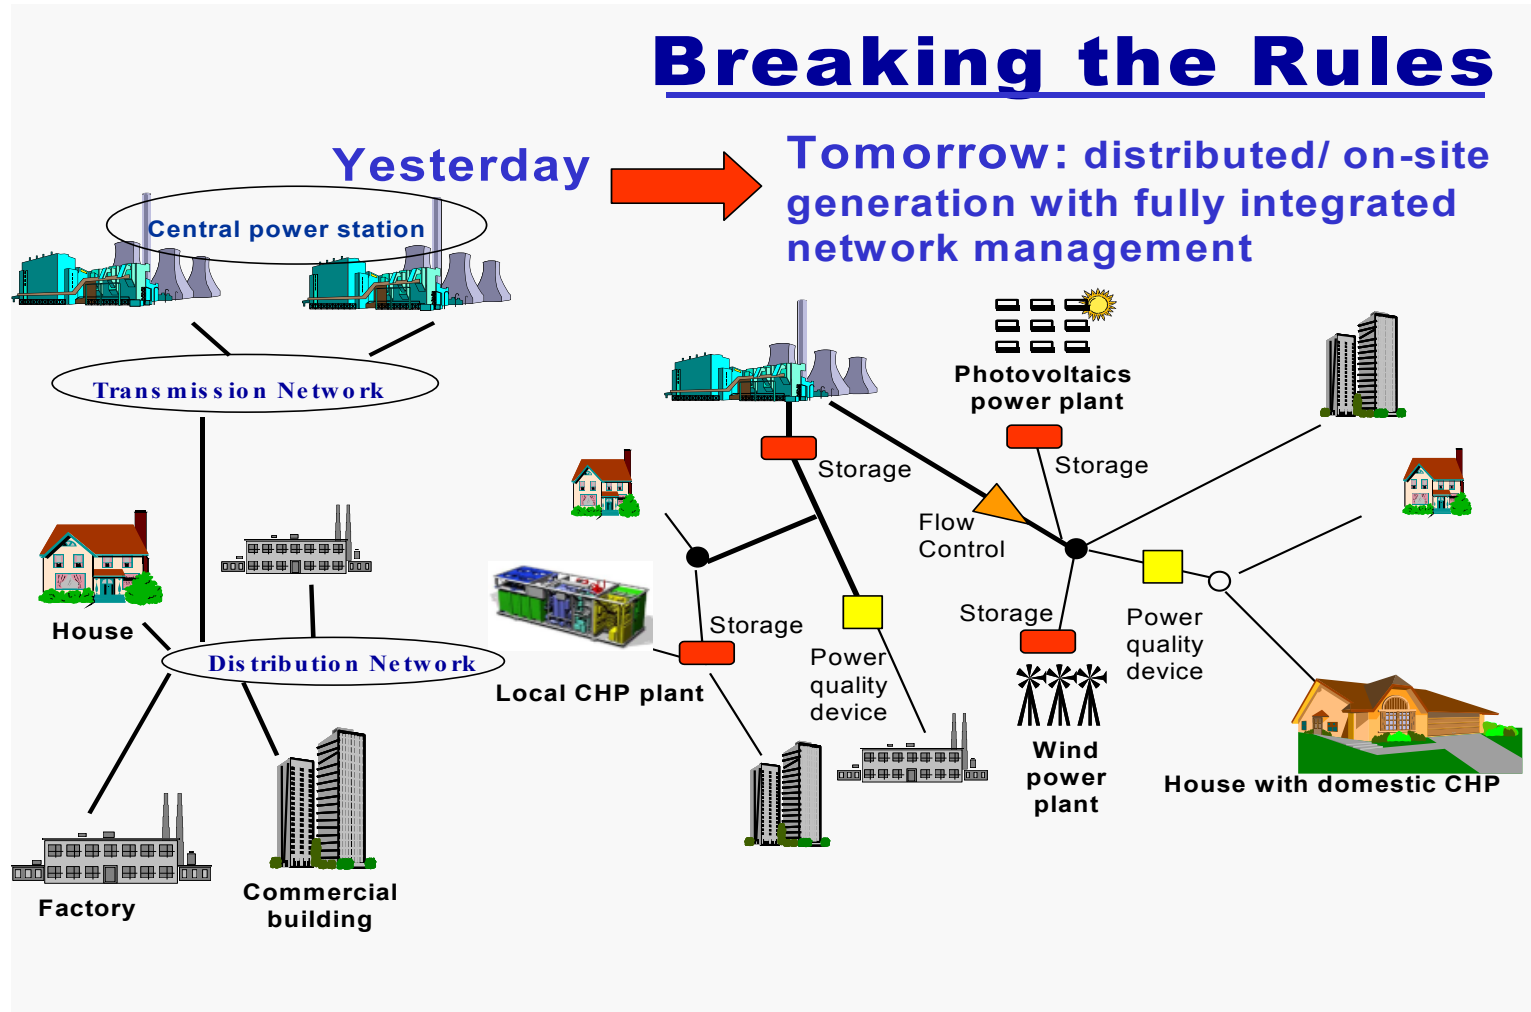 Breaking the Rules
Yesterday
Tomorrow: distributed/ on-site
generation with fully integrated
network management
Central power station
Transmission Network
House
Distribution Network
Factory
Commercial
building
Photovoltaics
power plant
Storage
Storage
Flow
Control
Storage
Storage
Power
quality
device
Power
quality
device
Local CHP plant
Wind
power
plant
House with domestic CHP